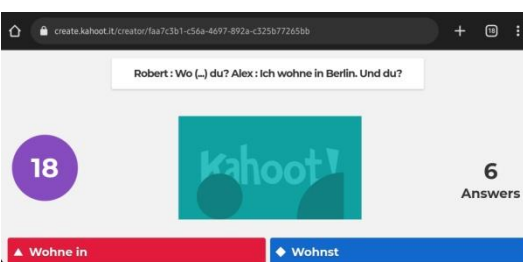 create.kahoot.it/creator/faa7c3b1-c56a-4697-892a-c325b77265bb
18
Robert : Wo (...) du? Alex : Ich wohne in Berlin. Und du?
18
Kahoot!
6
Answers
Wohne in
Wohnst